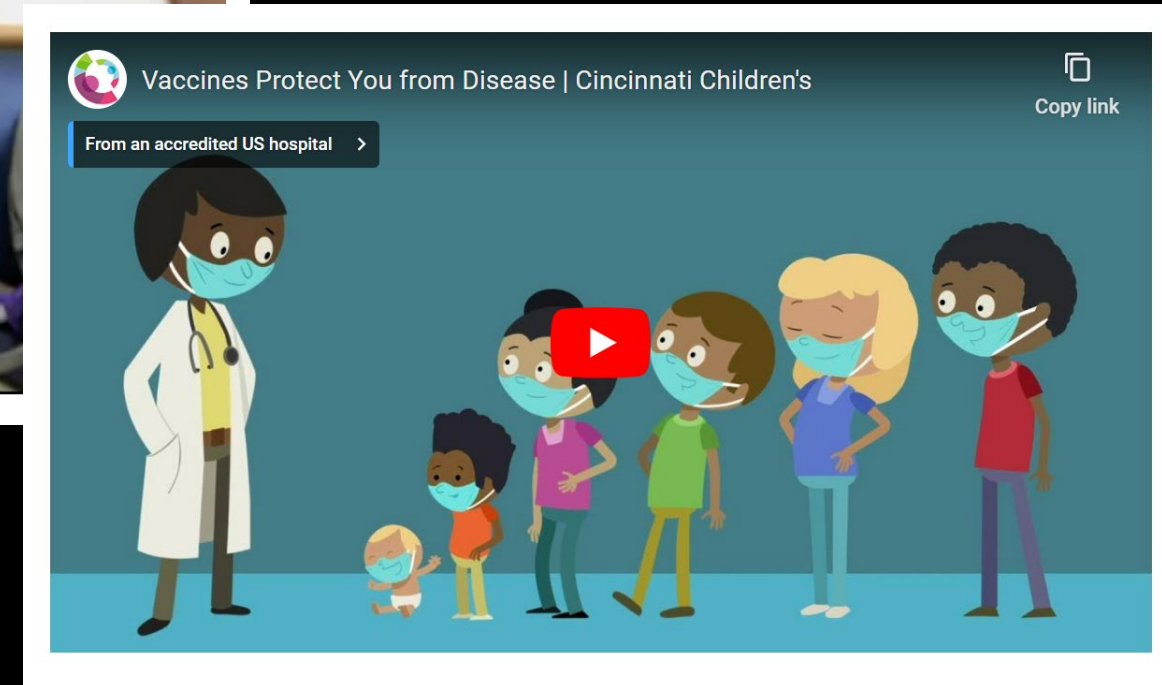 Vaccines Protect You from Disease | Cincinnati Children's
Copy link
From an accredited US hospital